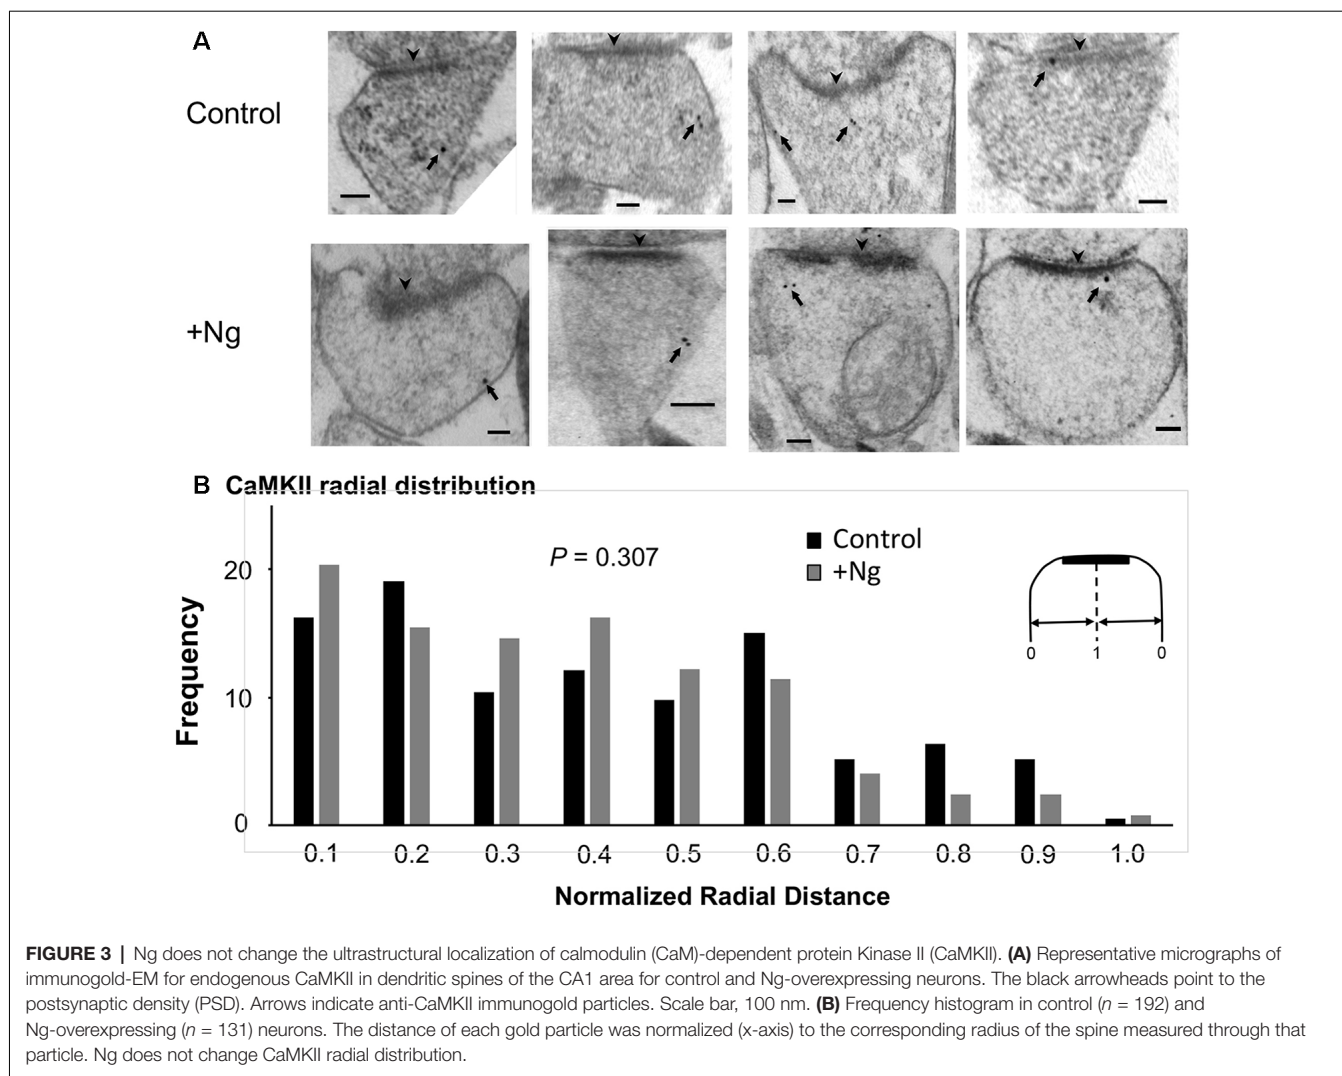 A
Control
+Ng
B CaMKII radial distribution
P = 0.307
Control
+Ng
20
10
0
Frequency
0 1 0
0.1 0.2 0.3 0.4 0.5 0.6 0.7 0.8 0.9 1.0
Normalized Radial Distance
FIGURE 3 | Ng does not change the ultrastructural localization of calmodulin (CaM)-dependent protein Kinase II (CaMKII). (A) Representative micrographs of
immunogold-EM for endogenous CaMKII in dendritic spines of the CA1 area for control and Ng-overexpressing neurons. The black arrowheads point to the
postsynaptic density (PSD). Arrows indicate anti-CaMKII immunogold particles. Scale bar, 100 nm. (B) Frequency histogram in control (n = 192) and
Ng-overexpressing (n = 131) neurons. The distance of each gold particle was normalized (x-axis) to the corresponding radius of the spine measured through that
particle. Ng does not change CaMKII radial distribution.